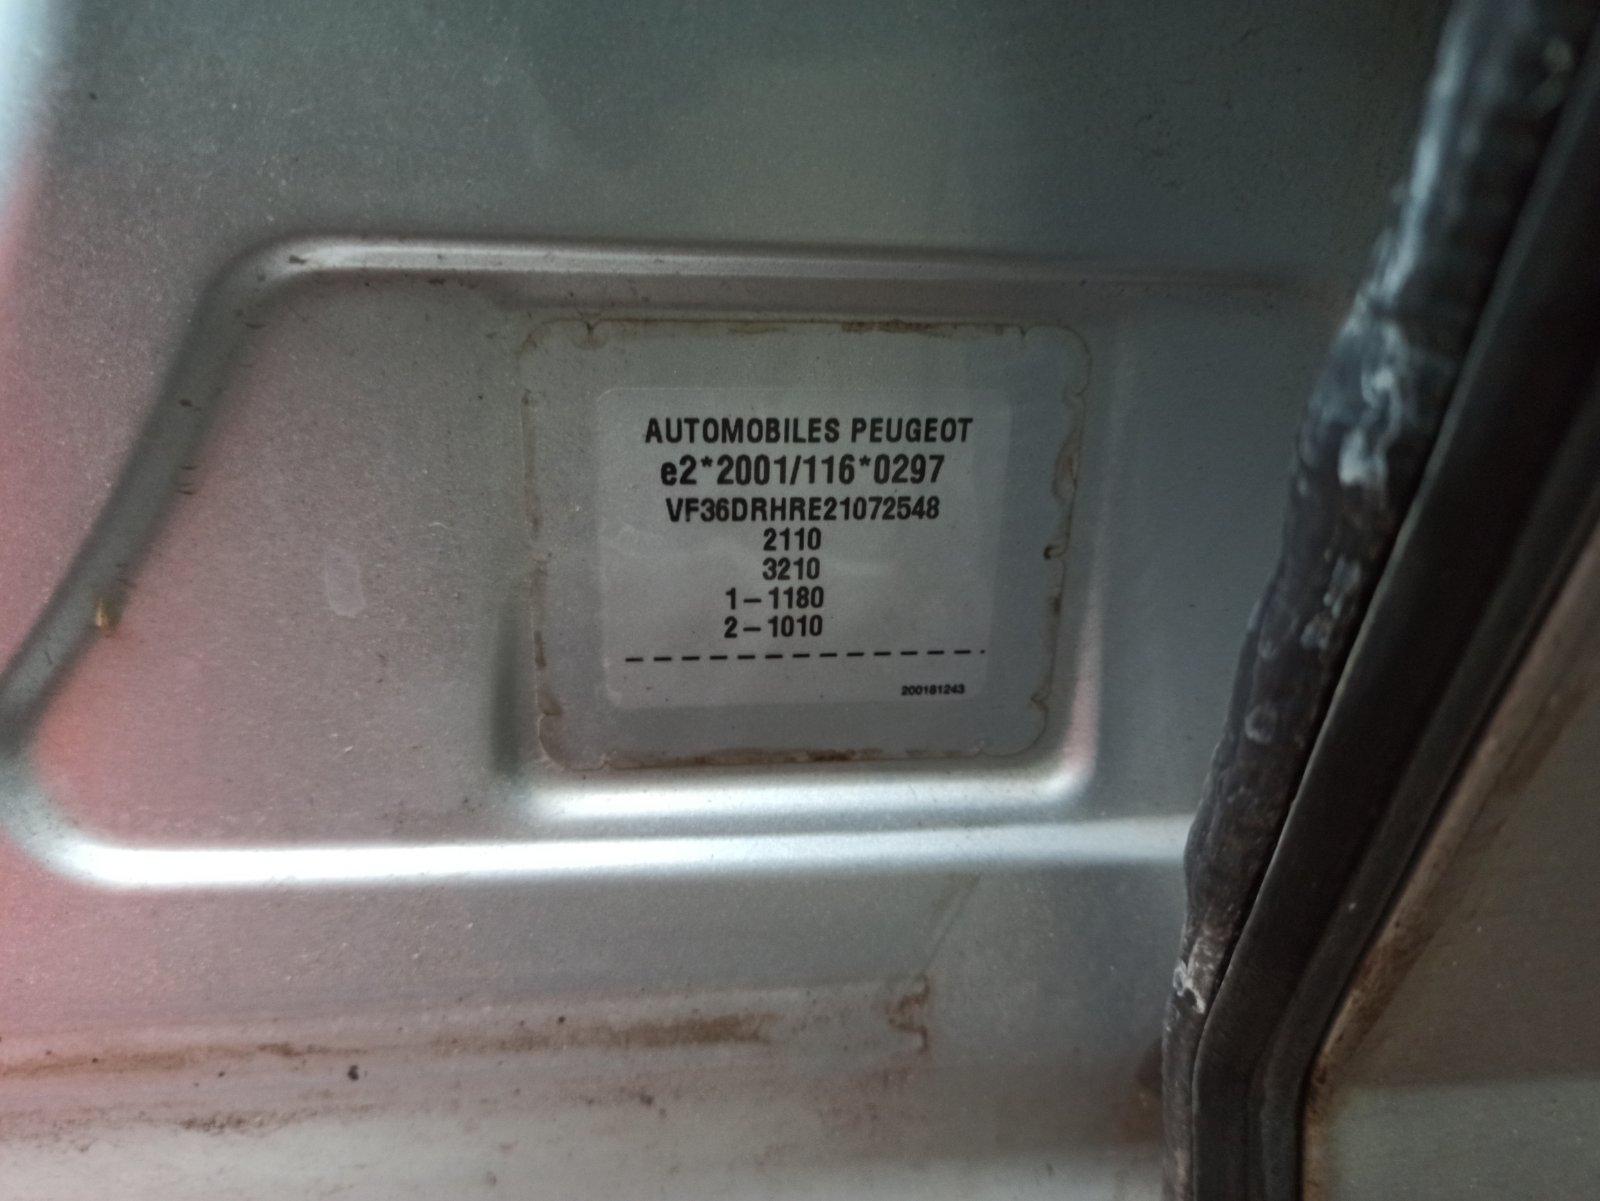 AUTOMOBILES PEUGEOT
e2*2001/116*0297
VF36DRHRE21072548
2110
3210
1-1180
2-1010
200181243